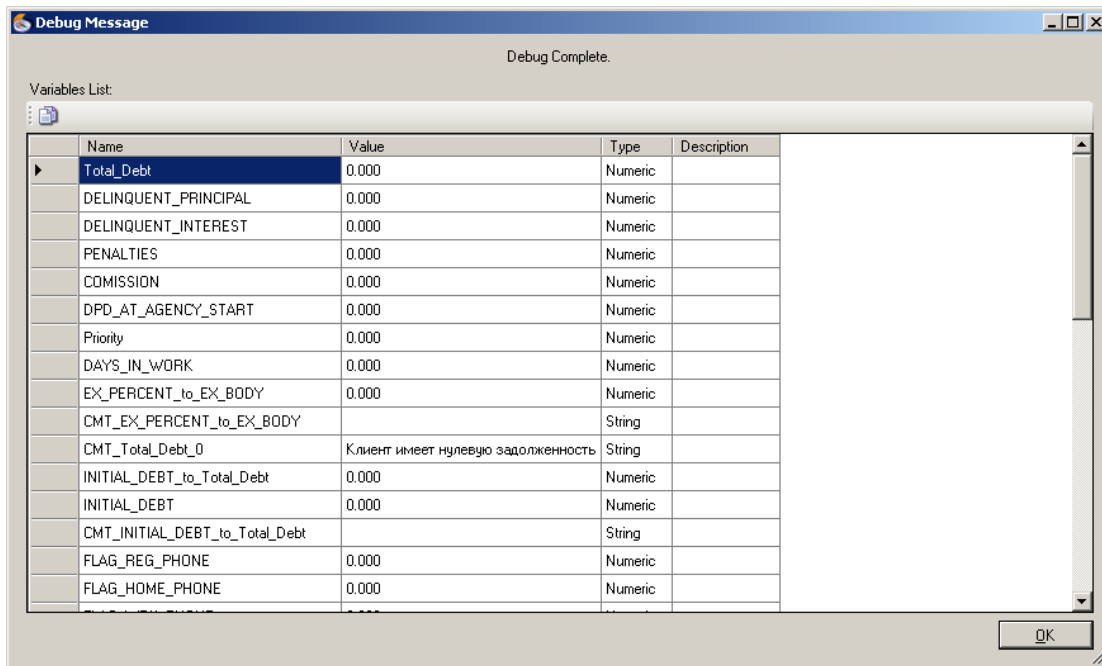 Debug Message
Debug Complete.
Variables List:
Name Value Type Description
Total_Debt 0.000 Numeric
DELINQUENT_PRINCIPAL 0.000 Numeric
DELINQUENT_INTEREST 0.000 Numeric
PENALTIES 0.000 Numeric
COMISSION 0.000 Numeric
DPD_AT_AGENCY_START 0.000 Numeric
Priority 0.000 Numeric
DAYS_IN_WORK 0.000 Numeric
EX_PERCENT_to_EX_BODY 0.000 Numeric
CMT_EX_PERCENT_to_EX_BODY String
CMT_Total_Debt_0 Клиент имеет нулевую задолженность String
INITIAL_DEBT_to_Total_Debt 0.000 Numeric
INITIAL_DEBT 0.000 Numeric
CMT_INITIAL_DEBT_to_Total_Debt String
FLAG_REG_PHONE 0.000 Numeric
FLAG_HOME_PHONE 0.000 Numeric
OK